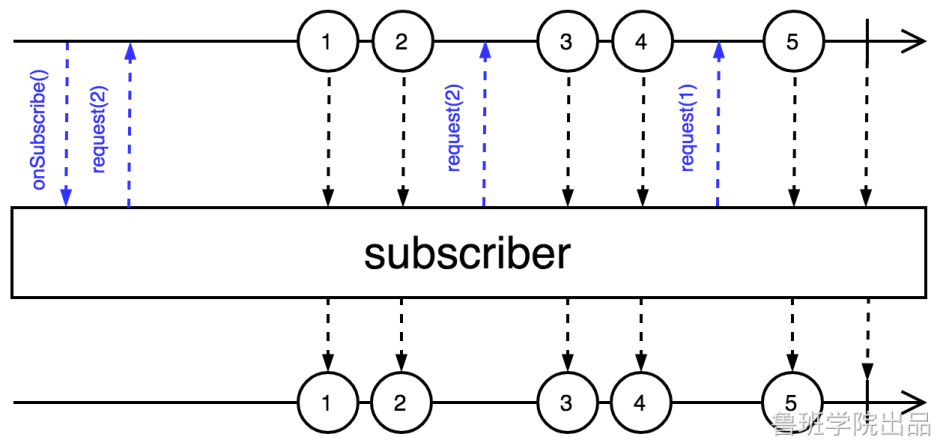 1 2 3 4 5
onSubscribe()
request(2)
request(2)
request(1)
subscriber
1 2 3 4 5
鲁班学院出品